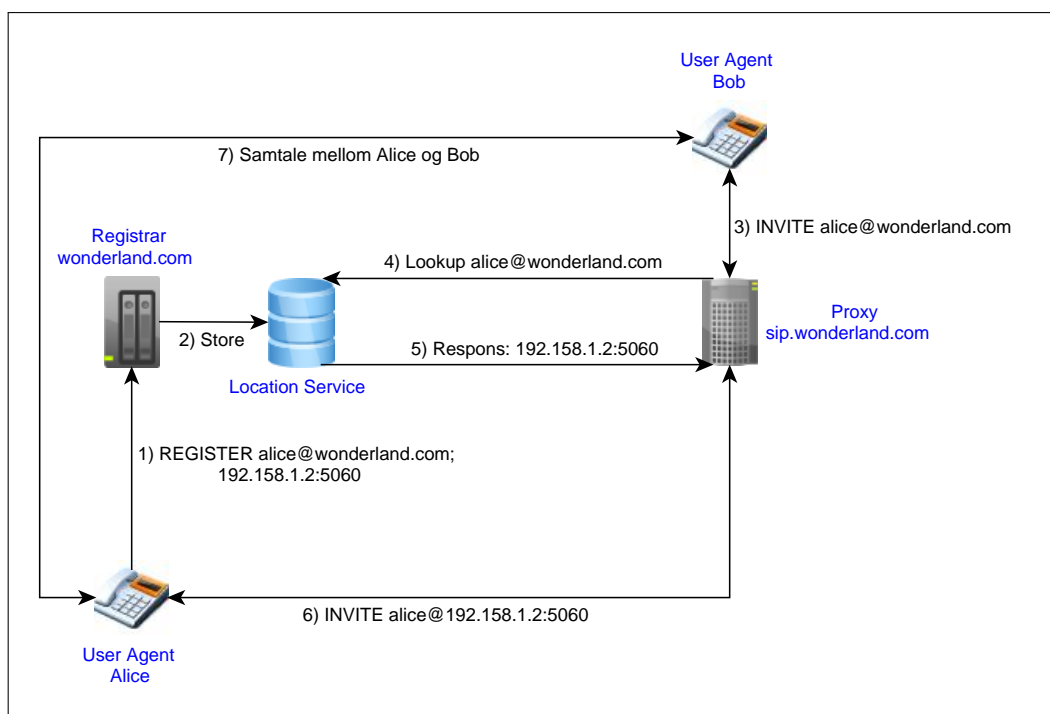 User Agent
Bob
7) Samtale mellom Alice og Bob
3) INVITE alice@wonderland.com
Registrar
wonderland.com
4) Lookup alice@wonderland.com
Proxy
sip.wonderland.com
2) Store
5) Respons: 192.158.1.2:5060
Location Service
1) REGISTER alice@wonderland.com;
192.158.1.2:5060
6) INVITE alice@192.158.1.2:5060
User Agent
Alice